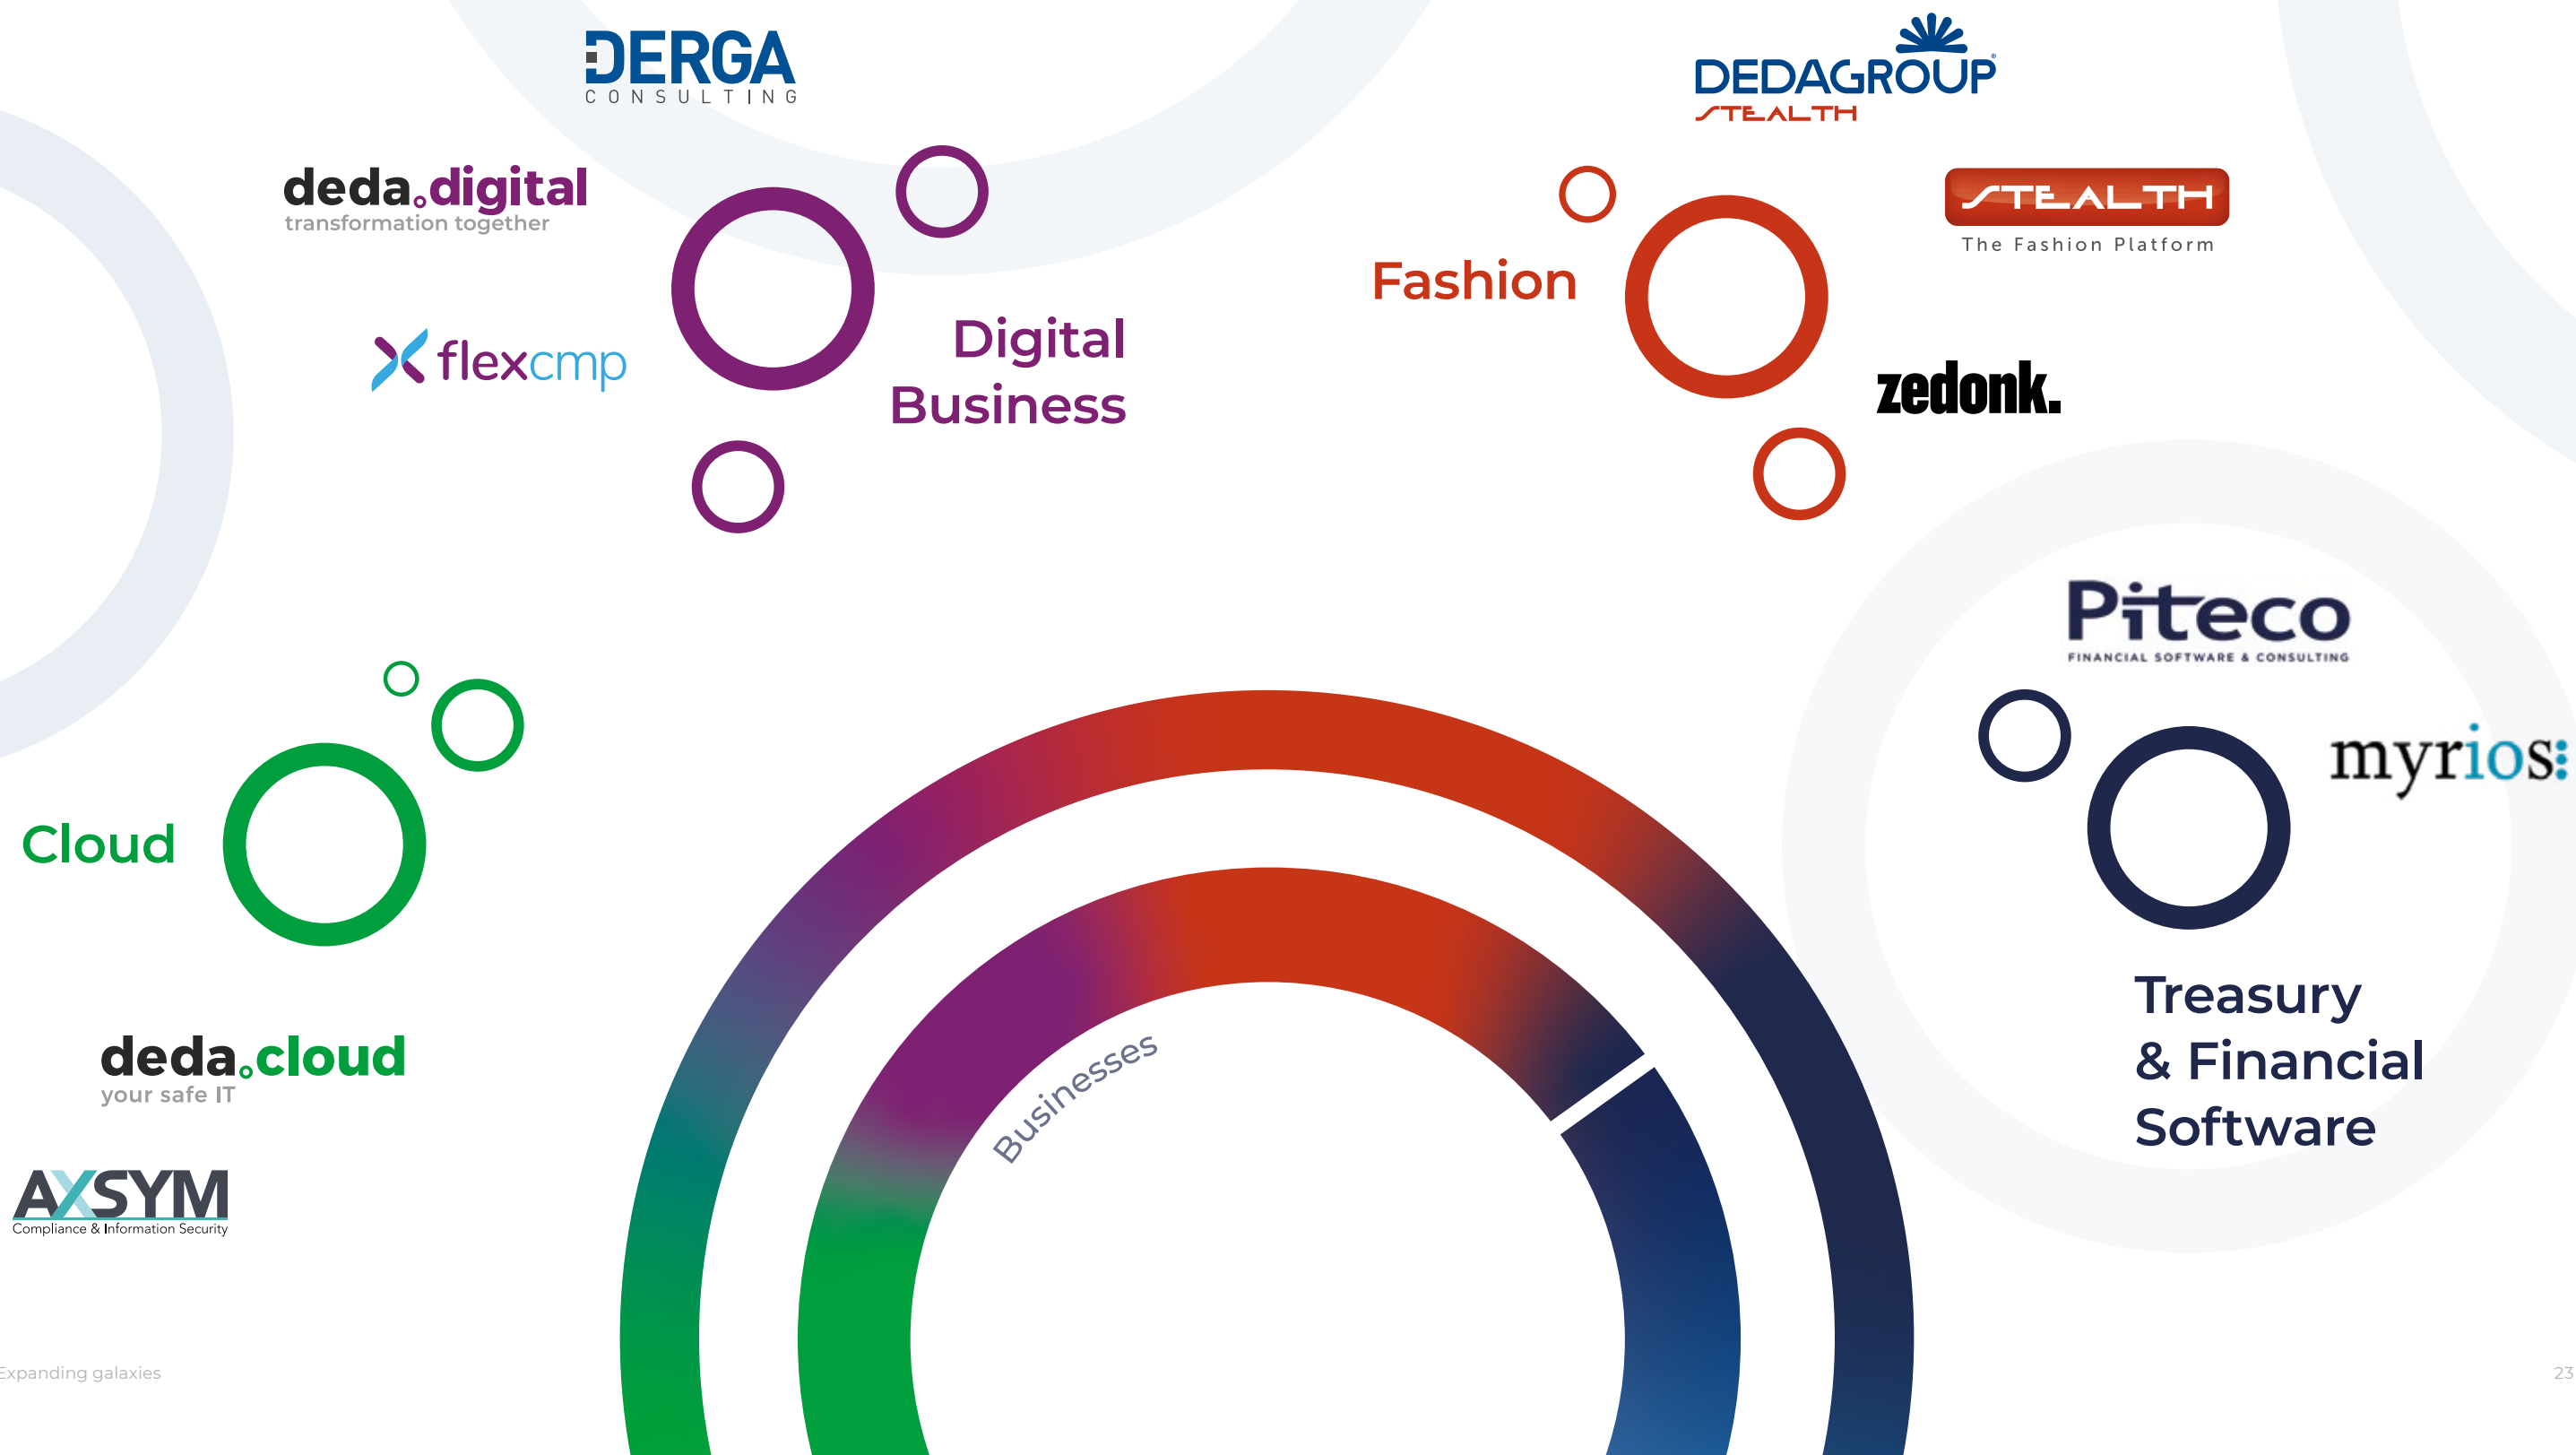 DERGA
CONSULTING
DEDAGROUP
STEALTH
deda.digital
transformation together
STEALTH
The Fashion Platform
Fashion
flexcmp
Digital
Business
zedonk.
Piteco
FINANCIAL SOFTWARE & CONSULTING
myrios
Cloud
Treasury
& Financial
Software
Businesses
deda.cloud
your safe IT
AXSYM
Compliance & Information Security
Expanding galaxies
23